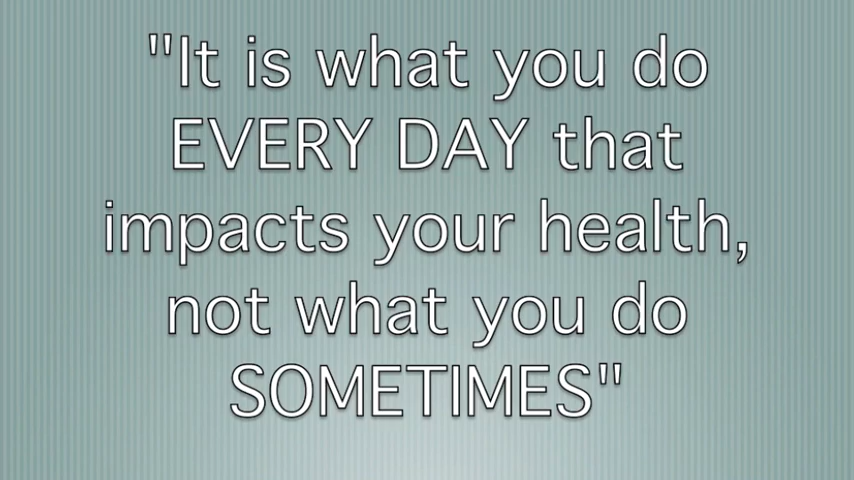 "It is what you do
EVERY DAY that
impacts your health,
not what you do
SOMETIMES"